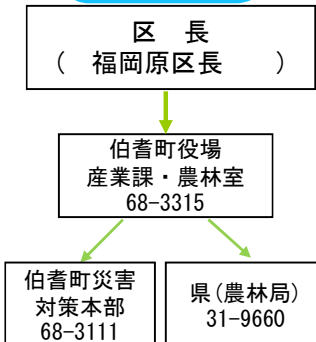 区　長
（　福岡原区長　　）
伯耆町役場
産業課・農林室
68-3315
伯耆町災害
対策本部
68-3111
県(農林局)
31-9660